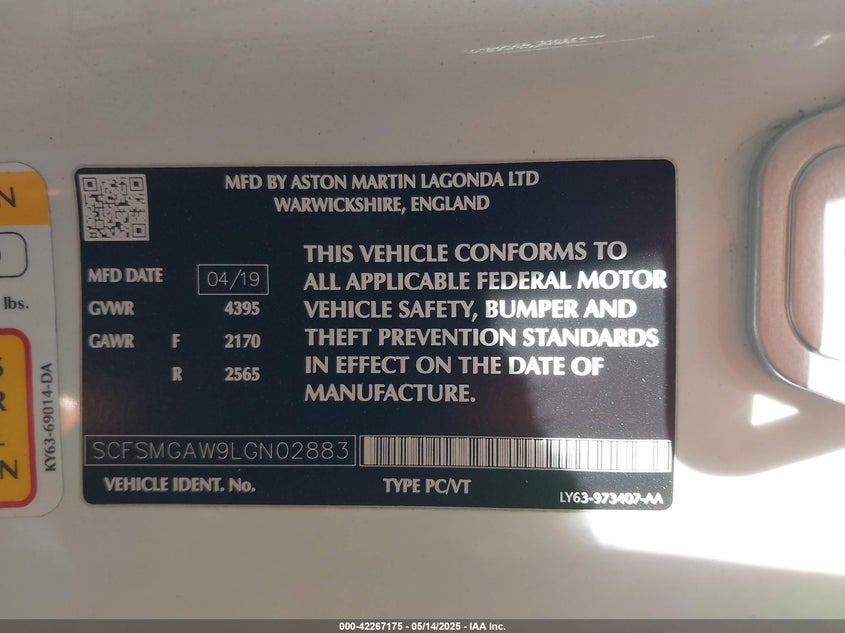 MFD BY ASTON MARTIN LAGONDA LTD
WARWICKSHIRE, ENGLAND
THIS VEHICLE CONFORMS TO
ALL APPLICABLE FEDERAL MOTOR
VEHICLE SAFETY, BUMPER AND
THEFT PREVENTION STANDARDS
IN EFFECT ON THE DATE OF
MANUFACTURE.
MFD DATE 04/19
GVWR 4395
GAWR F 2170
R 2565
SCFSMGAW9LGN02883
VEHICLE IDENT. No. TYPE PC/VT
LY63-973407-AA
N
lbs.
S
R
N
KY63-69014-DA
000-42267175 - 05/14/2025 - IAA Inc.